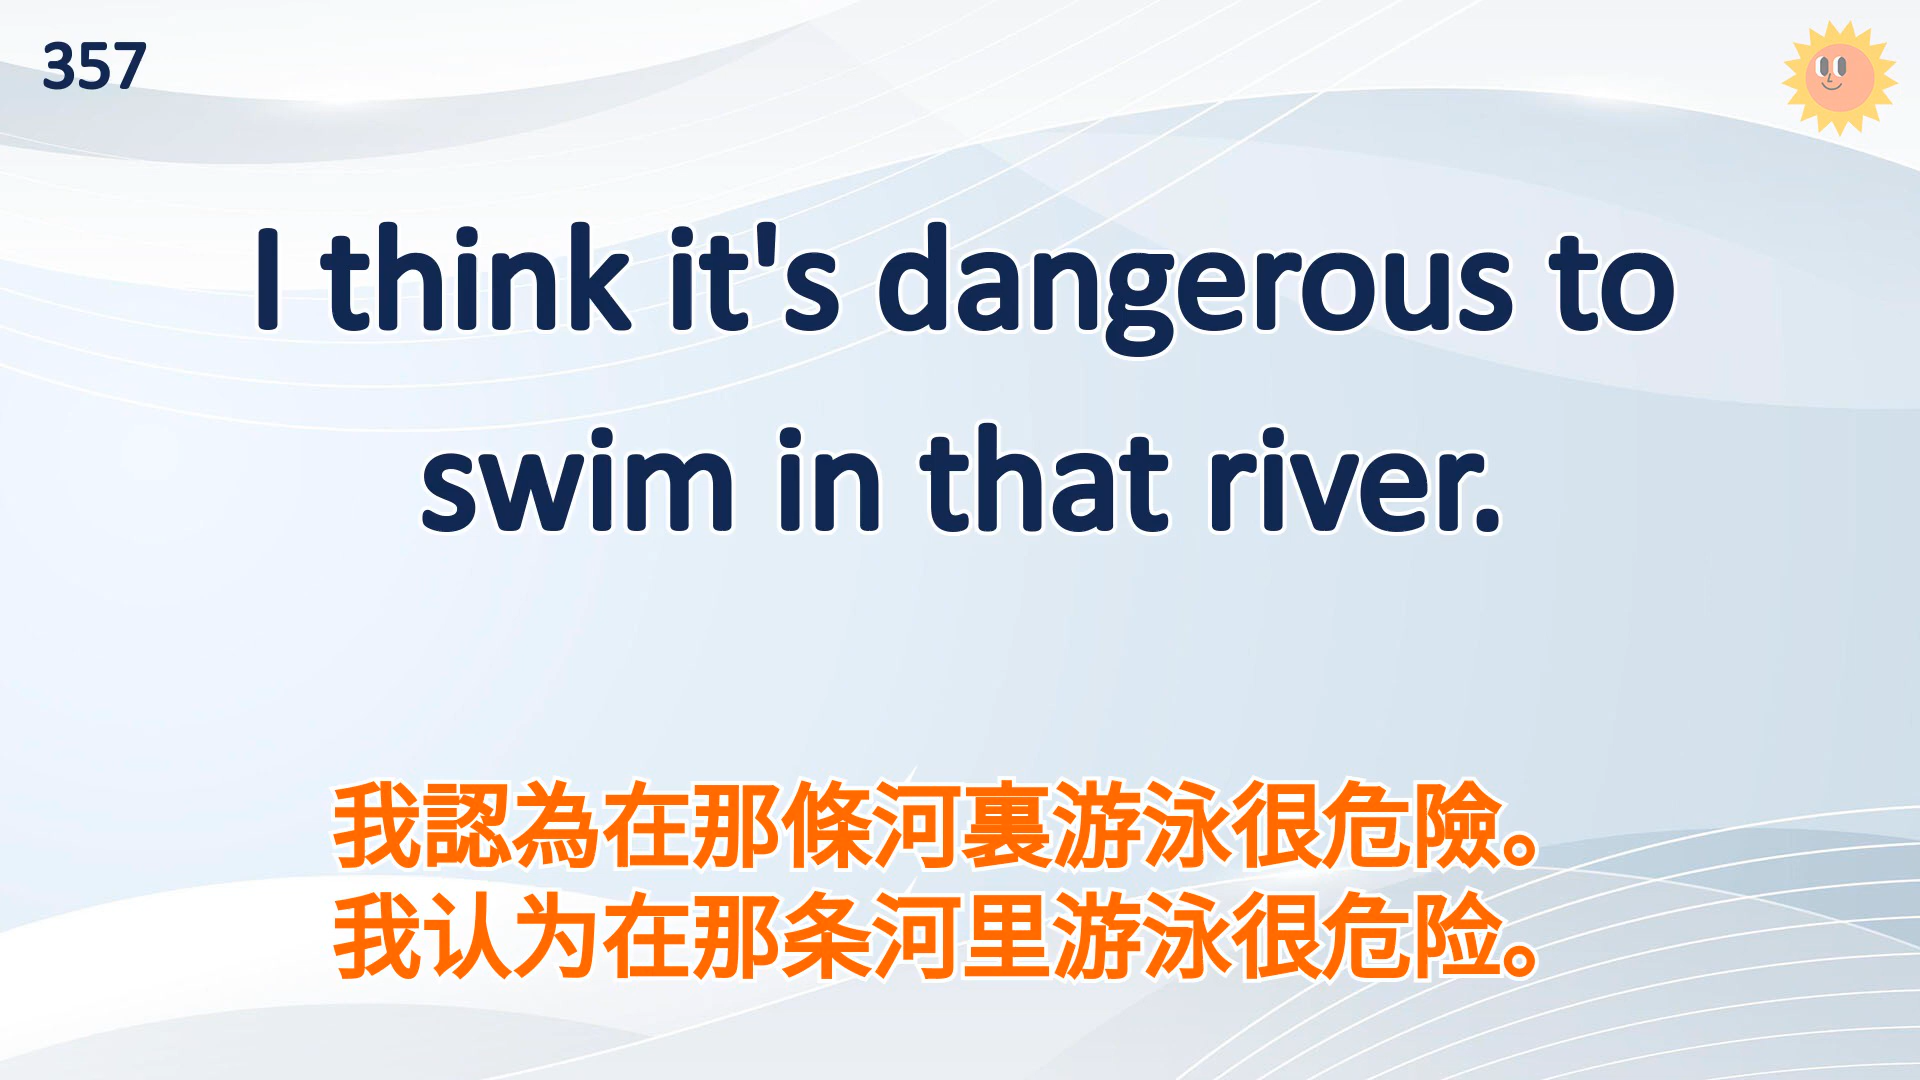 357
I think it's dangerous to
swim in that river.
我認為在那條河裏游泳很危險。
我认为在那条河里游泳很危险。